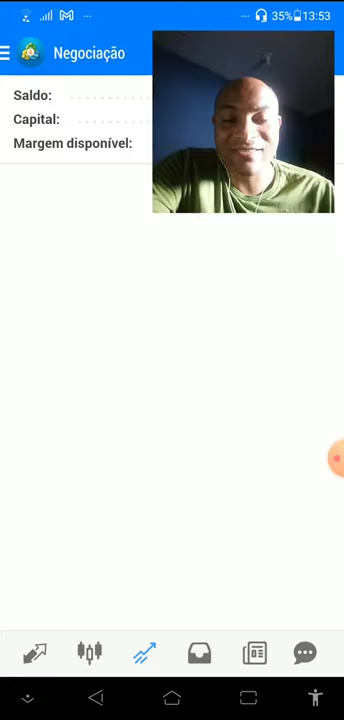 35% 13:53
Negociação
Saldo:
Capital:
Margem disponível: